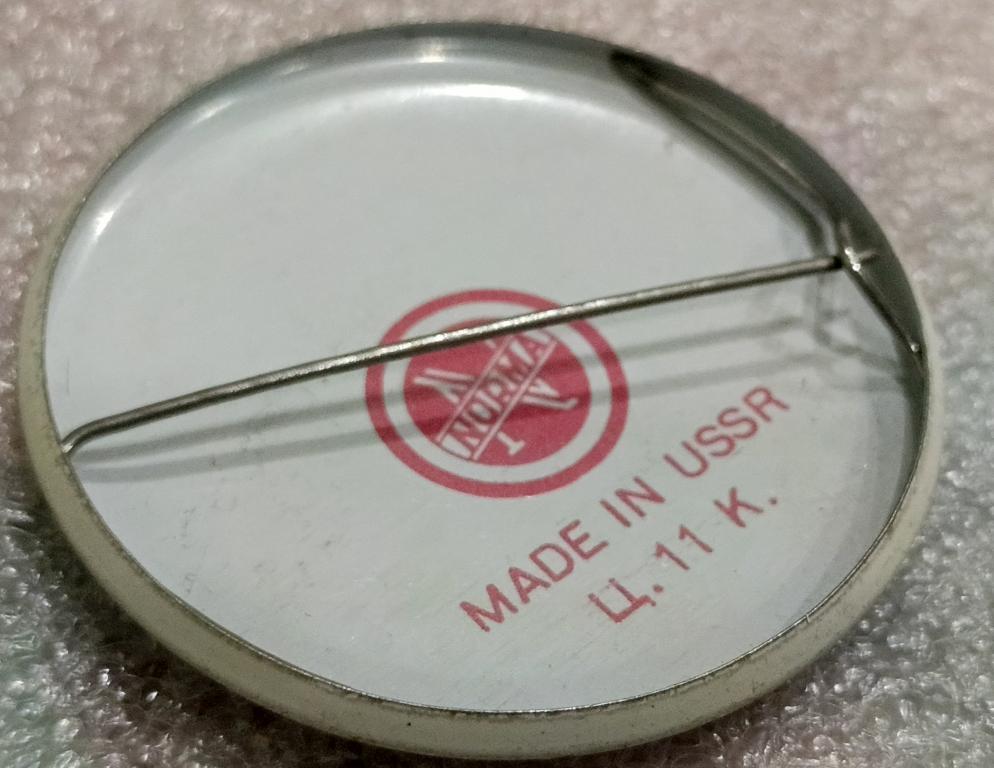 NORMA
MADE IN USSR
Ц. 11 К.